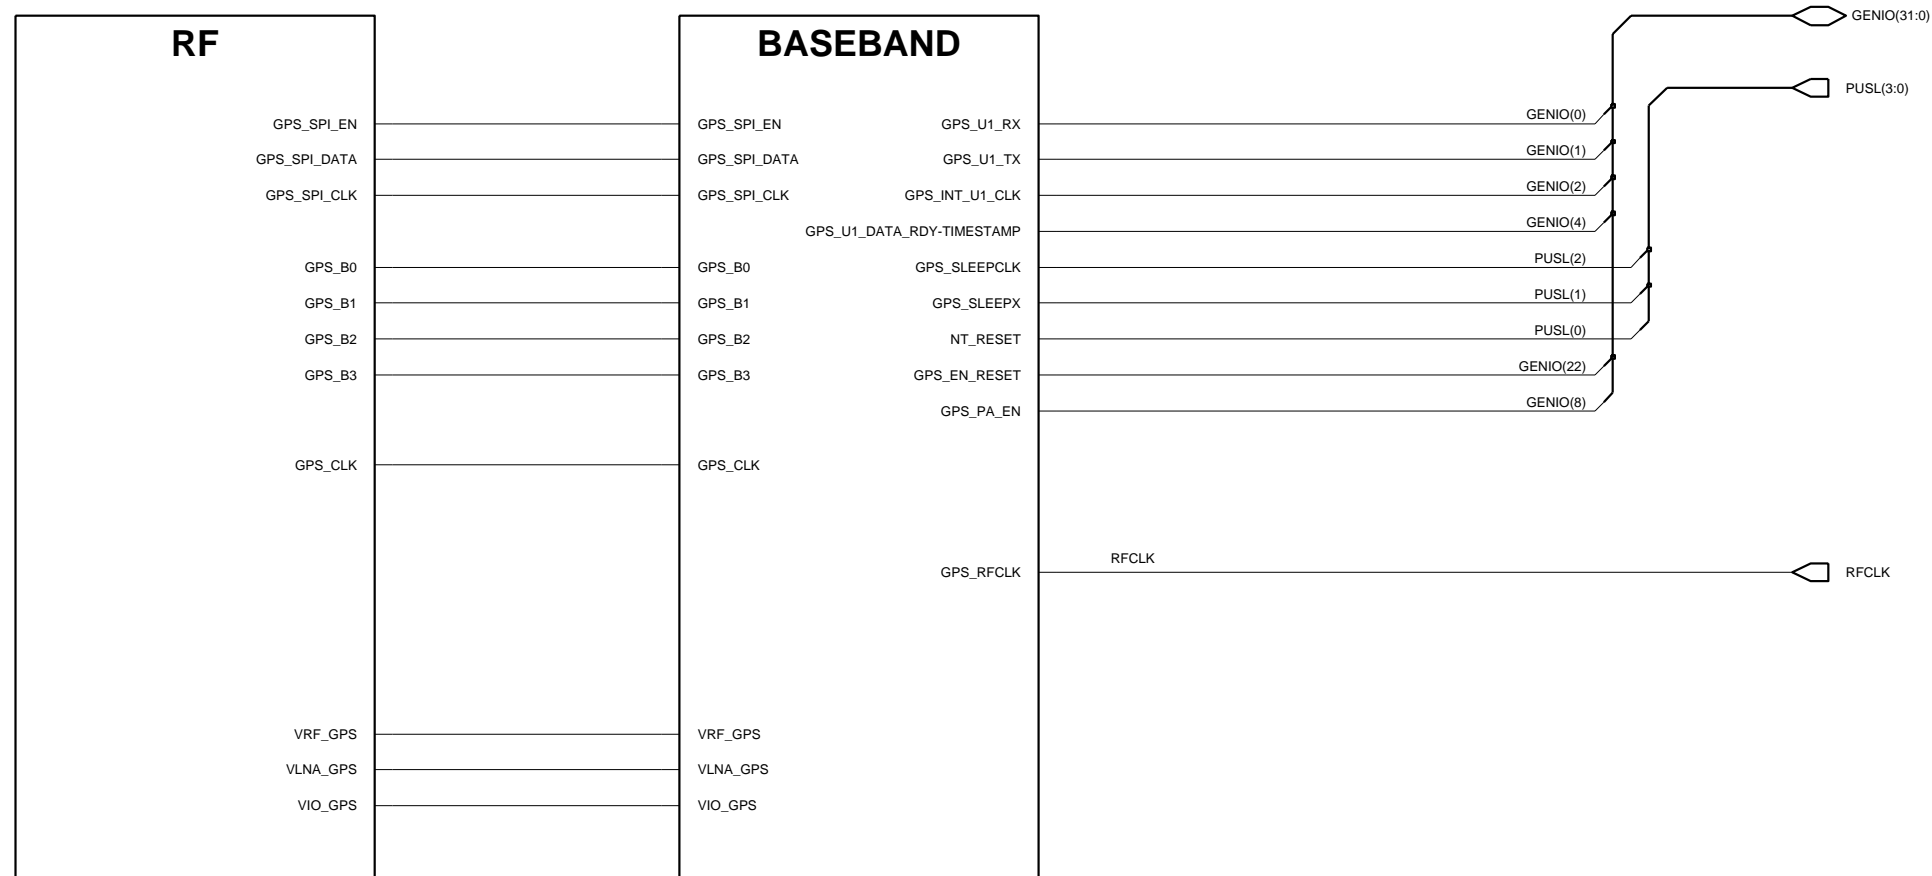 RF
BASEBAND
GENIO(31:0)
PUSL(3:0)
GPS_SPI_EN GPS_SPI_EN GPS_U1_RX GENIO(0)
GPS_SPI_DATA GPS_SPI_DATA GPS_U1_TX GENIO(1)
GPS_SPI_CLK GPS_SPI_CLK GPS_INT_U1_CLK GENIO(2)
GPS_U1_DATA_RDY-TIMESTAMP GENIO(4)
GPS_B0 GPS_B0 GPS_SLEEPCLK PUSL(2)
GPS_B1 GPS_B1 GPS_SLEEPX PUSL(1)
GPS_B2 GPS_B2 NT_RESET PUSL(0)
GPS_B3 GPS_B3 GPS_EN_RESET GENIO(22)
GPS_PA_EN GENIO(8)
GPS_CLK GPS_CLK
GPS_RFCLK RFCLK RFCLK
VRF_GPS VRF_GPS
VLNA_GPS VLNA_GPS
VIO_GPS VIO_GPS